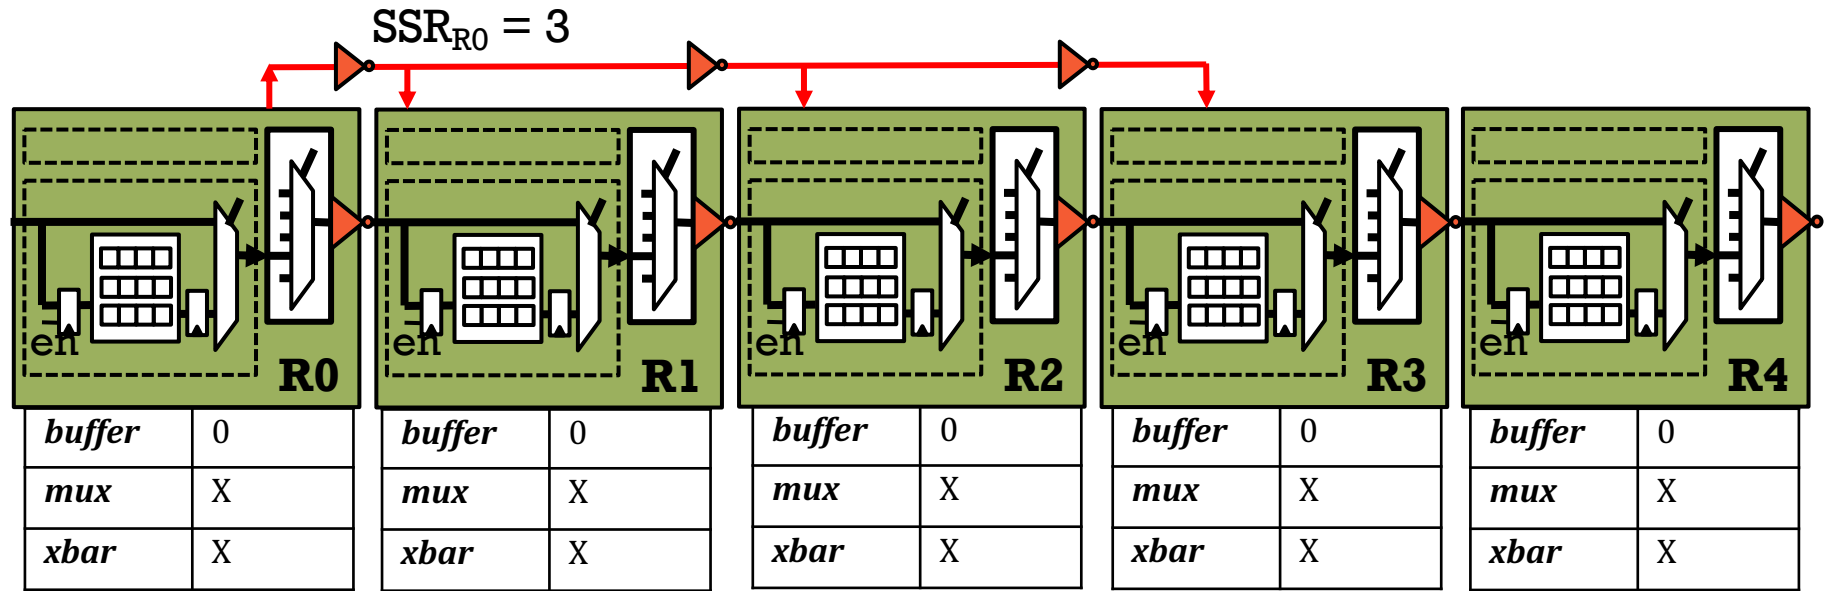 SSR_R0 = 3
en en en en en
R0 R1 R2 R3 R4
buffer 0 buffer 0 buffer 0 buffer 0 buffer 0
mux X mux X mux X mux X mux X
xbar X xbar X xbar X xbar X xbar X